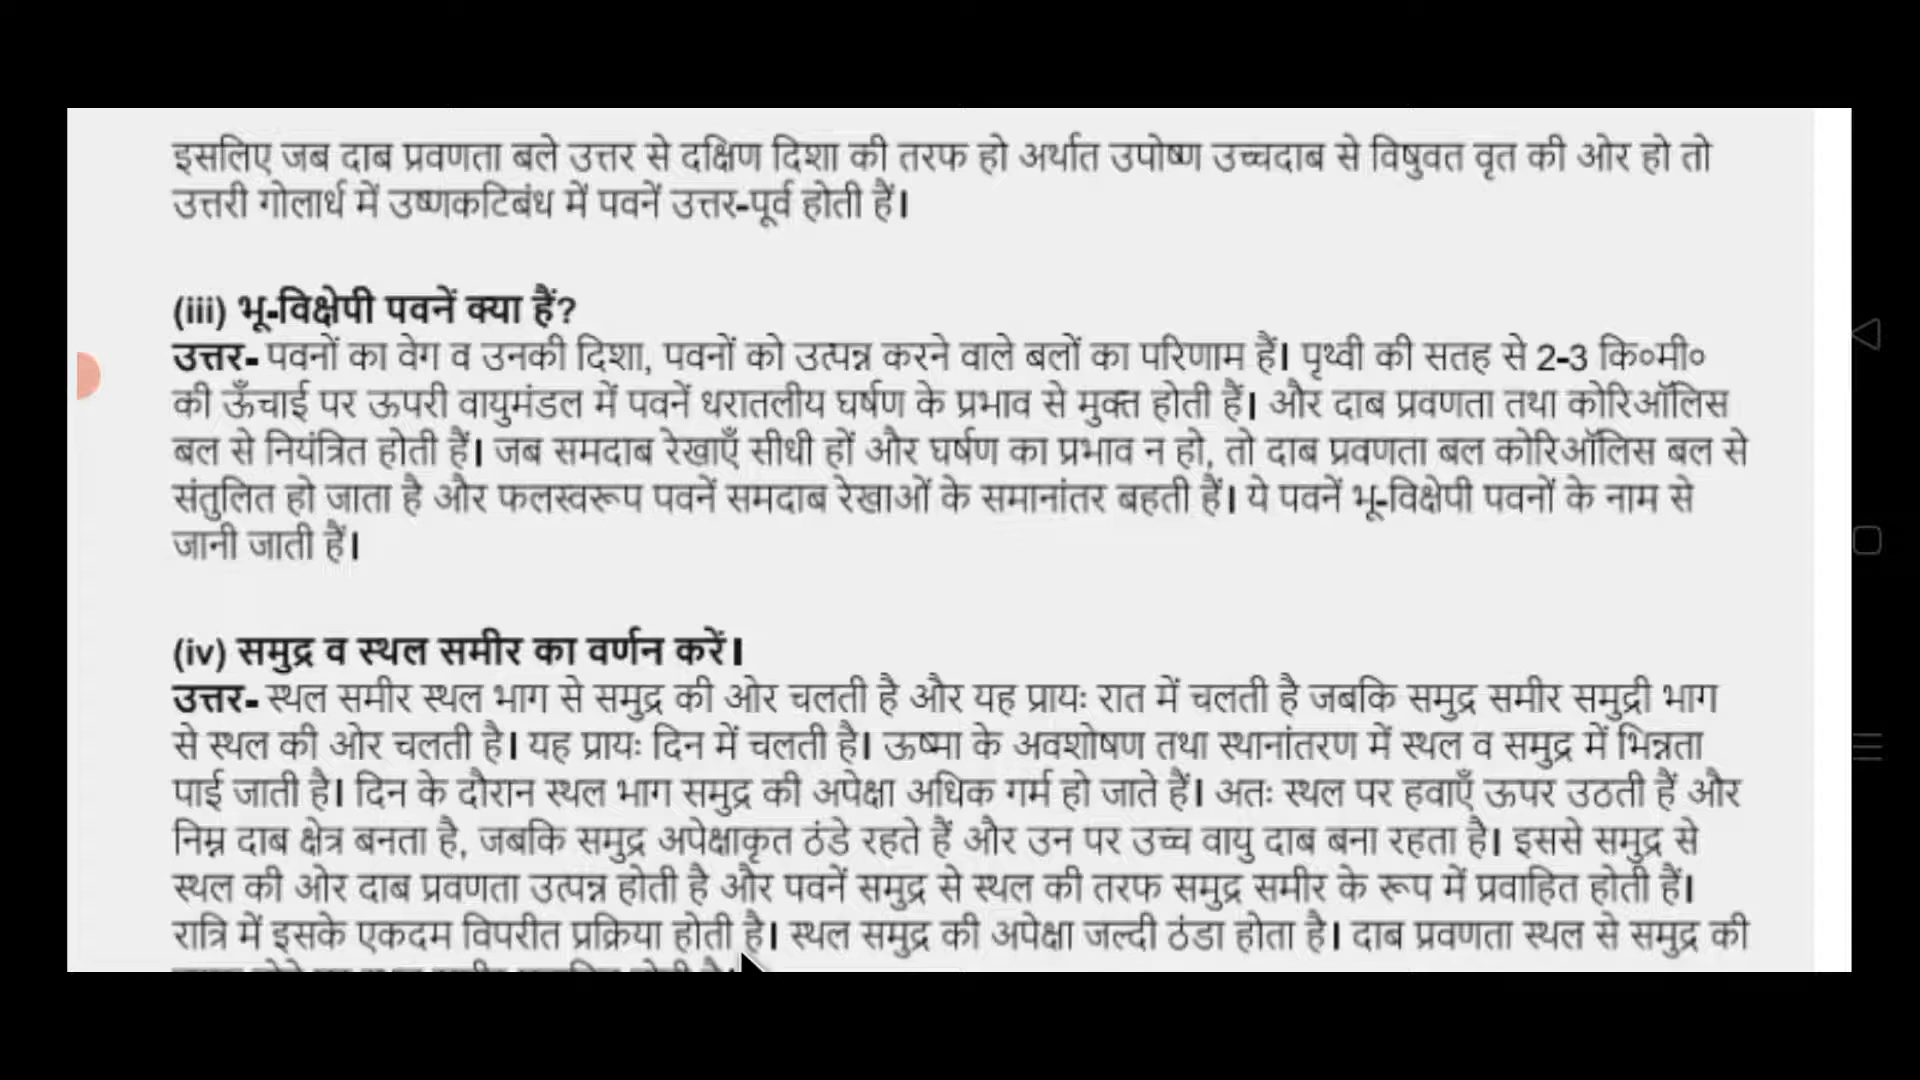 इसलिए जब दाब प्रवणता बले उत्तर से दक्षिण दिशा की तरफ हो अर्थात उपोष्ण उच्चदाब से विषुवत वृत की ओर हो तो
उत्तरी गोलार्ध में उष्णकटिबंध में पवनें उत्तर-पूर्व होती हैं।
(iii) भू-विक्षेपी पवनें क्या हैं?
उत्तर- पवनों का वेग व उनकी दिशा, पवनों को उत्पन्न करने वाले बलों का परिणाम हैं। पृथ्वी की सतह से 2-3 कि०मी०
की ऊँचाई पर ऊपरी वायुमंडल में पवनें धरातलीय घर्षण के प्रभाव से मुक्त होती हैं। और दाब प्रवणता तथा कोरिऑलिस
बल से नियंत्रित होती हैं। जब समदाब रेखाएँ सीधी हों और घर्षण का प्रभाव न हो, तो दाब प्रवणता बल कोरिऑलिस बल से
संतुलित हो जाता है और फलस्वरूप पवनें समदाब रेखाओं के समानांतर बहती हैं। ये पवनें भू-विक्षेपी पवनों के नाम से
जानी जाती हैं।
(iv) समुद्र व स्थल समीर का वर्णन करें।
उत्तर- स्थल समीर स्थल भाग से समुद्र की ओर चलती है और यह प्रायः रात में चलती है जबकि समुद्र समीर समुद्री भाग
से स्थल की ओर चलती है। यह प्रायः दिन में चलती है। ऊष्मा के अवशोषण तथा स्थानांतरण में स्थल व समुद्र में भिन्नता
पाई जाती है। दिन के दौरान स्थल भाग समुद्र की अपेक्षा अधिक गर्म हो जाते हैं। अतः स्थल पर हवाएँ ऊपर उठती हैं और
निम्न दाब क्षेत्र बनता है, जबकि समुद्र अपेक्षाकृत ठंडे रहते हैं और उन पर उच्च वायु दाब बना रहता है। इससे समुद्र से
स्थल की ओर दाब प्रवणता उत्पन्न होती है और पवनें समुद्र से स्थल की तरफ समुद्र समीर के रूप में प्रवाहित होती हैं।
रात्रि में इसके एकदम विपरीत प्रक्रिया होती है। स्थल समुद्र की अपेक्षा जल्दी ठंडा होता है। दाब प्रवणता स्थल से समुद्र की